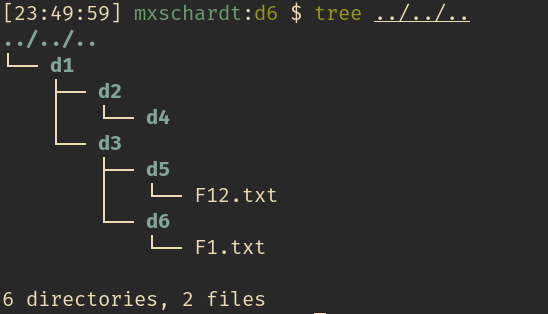 [23:49:59] mxschardt:d6 $ tree ../../..
../../..
└── d1
    ├── d2
    │   └── d4
    └── d3
        ├── d5
        │   └── F12.txt
        └── d6
            └── F1.txt

6 directories, 2 files